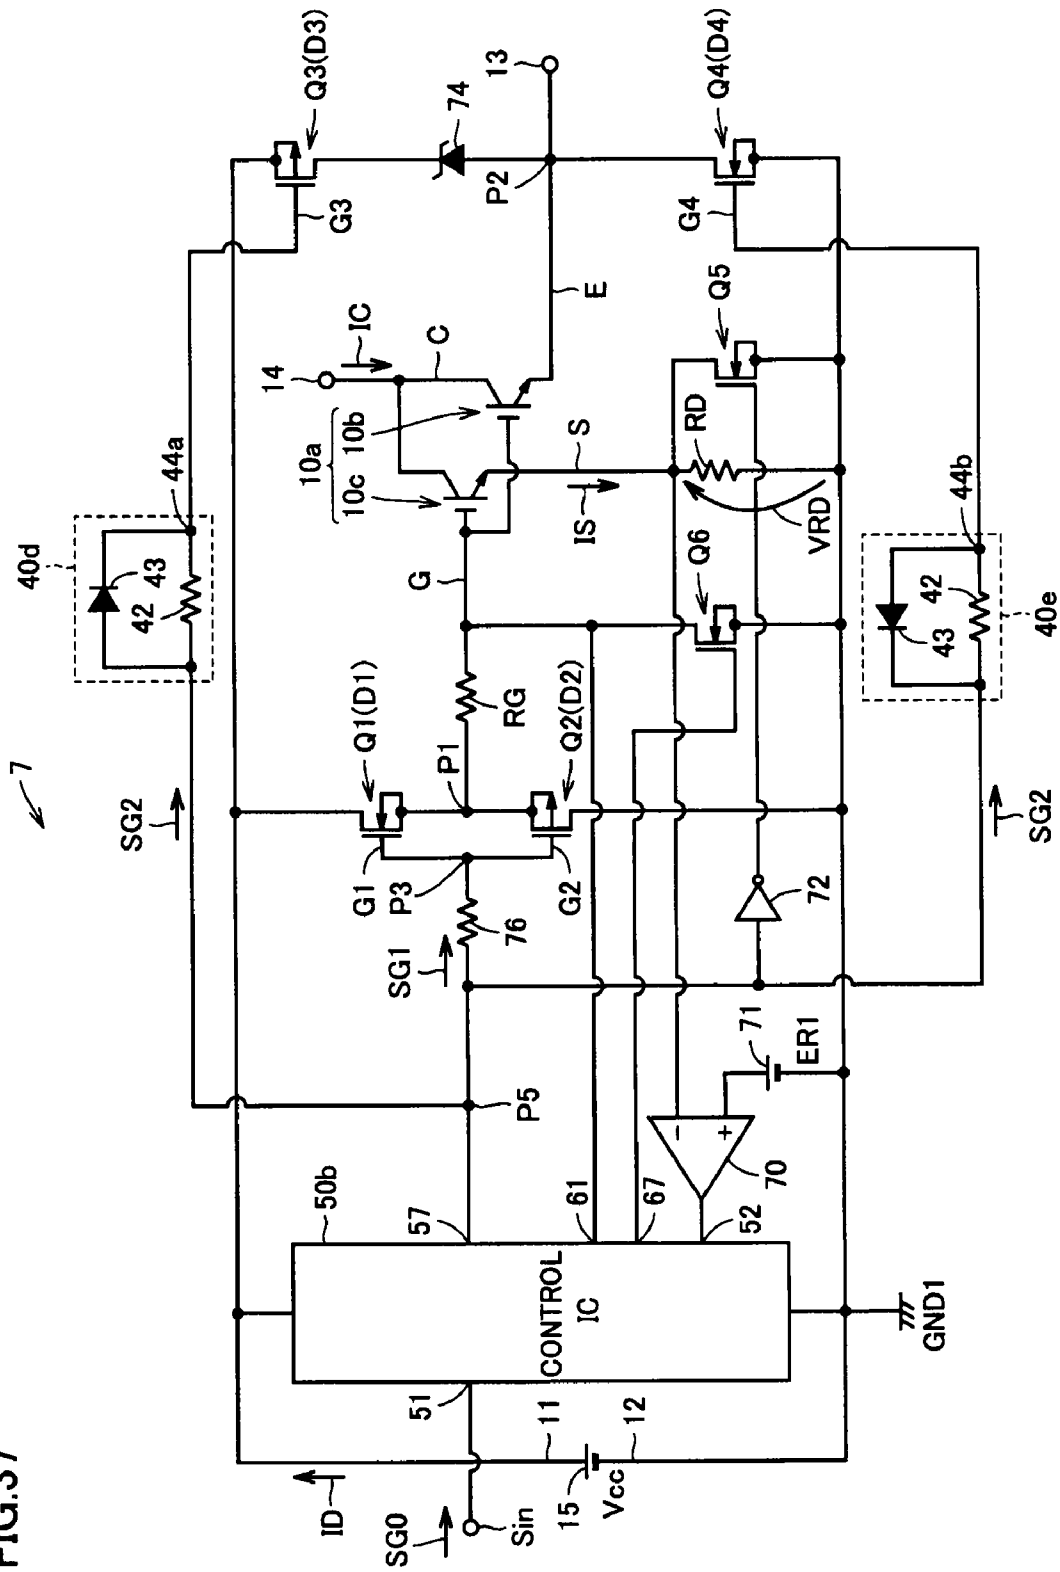 FIG.37
7
SG2
40d
43
42
44a
Q3(D3)
G3
74
13
P2
Q4(D4)
G4
14
IC
C
E
10a
10c
10b
S
IS
RD
Q5
VRD
Q6
G
RG
P1
Q1(D1)
Q2(D2)
G1
P3
G2
SG1
76
72
SG2
44b
42
43
40e
P5
50b
57
61
67
52
70
71
ER1
CONTROL
IC
51
GND1
ID
11
12
15
Vcc
SG0
Sin
-
+